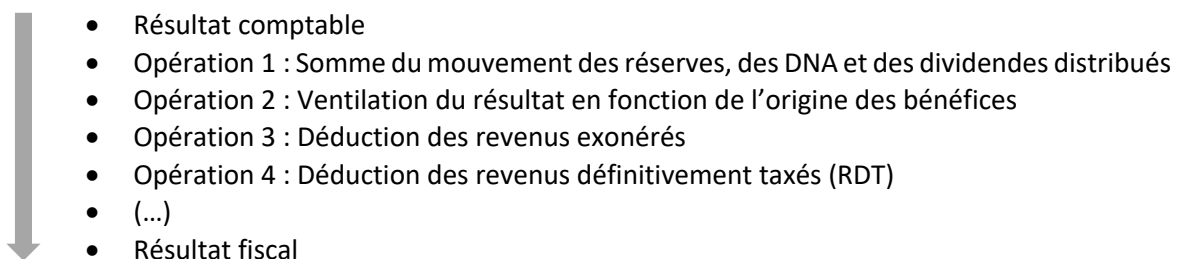 • Résultat comptable
• Opération 1 : Somme du mouvement des réserves, des DNA et des dividendes distribués
• Opération 2 : Ventilation du résultat en fonction de l’origine des bénéfices
• Opération 3 : Déduction des revenus exonérés
• Opération 4 : Déduction des revenus définitivement taxés (RDT)
• (…)
• Résultat fiscal